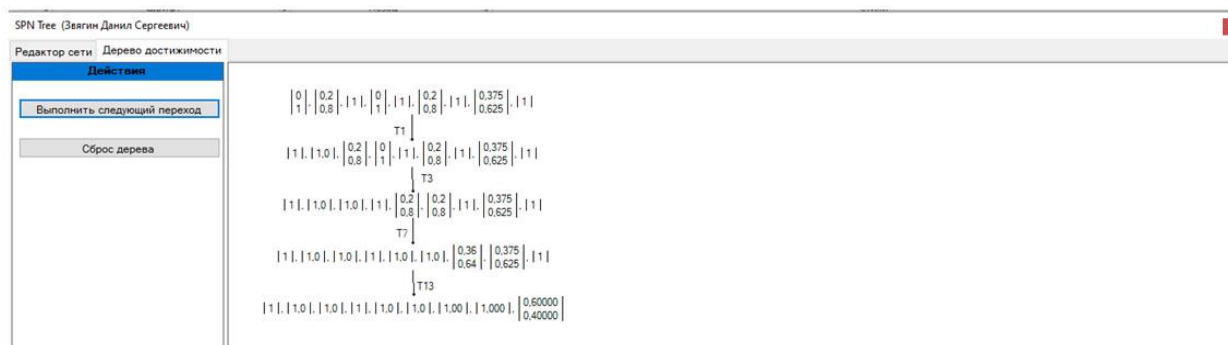 SPN Tree (Звягин Данил Сергеевич)
Редактор сети Дерево достижимости
Действия
Выполнить следующий переход
Сброс дерева
|0 1|, |0,2 0,8|, |1|, |0 1|, |1|, |0,2 0,8|, |1|, |0,375 0,625|, |1|
T1
|1|, |1,0|, |0,2 0,8|, |0 1|, |1|, |0,2 0,8|, |1|, |0,375 0,625|, |1|
T3
|1|, |1,0|, |1,0|, |1|, |0,2 0,8|, |0,2 0,8|, |1|, |0,375 0,625|, |1|
T7
|1|, |1,0|, |1,0|, |1|, |1,0|, |1,0|, |0,36 0,64|, |0,375 0,625|, |1|
T13
|1|, |1,0|, |1,0|, |1|, |1,0|, |1,0|, |1,00|, |1,000|, |0,60000 0,40000|